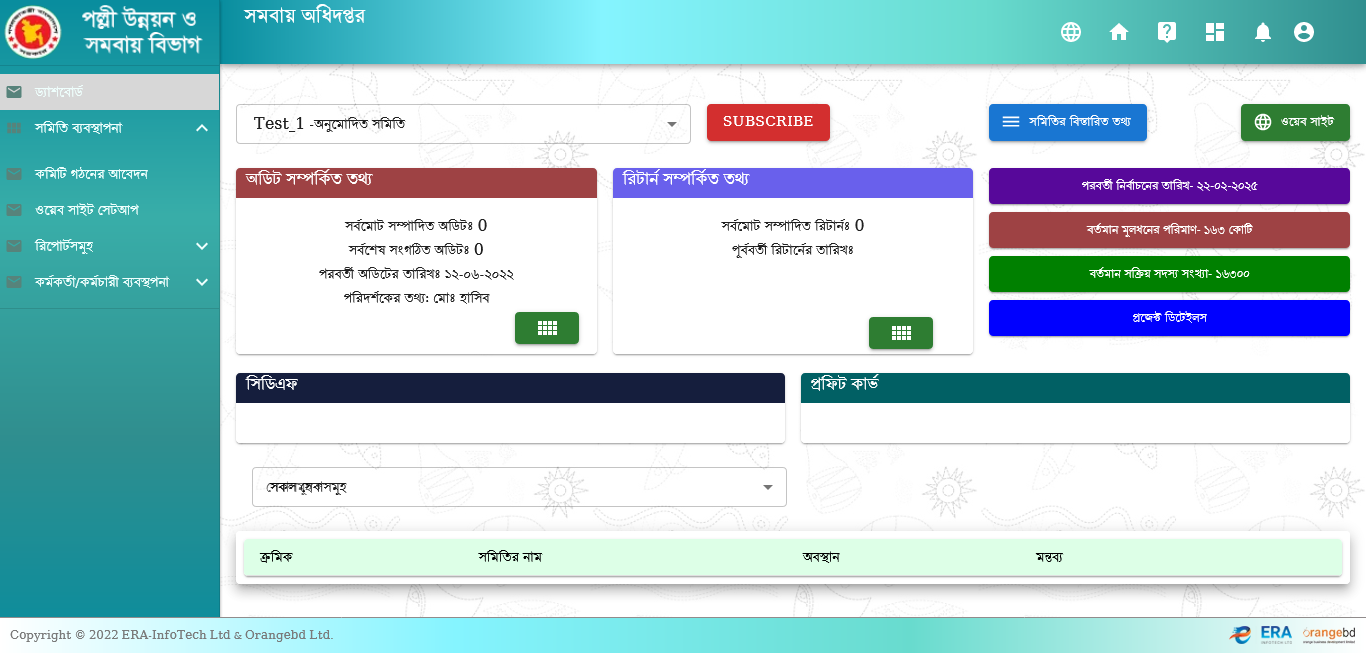 পল্লী উন্নয়ন ও
সমবায় বিভাগ
সমবায় অধিদপ্তর
ড্যাশবোর্ড
সমিতি ব্যবস্থাপনা
কমিটি গঠনের আবেদন
ওয়েব সাইট সেটআপ
রিপোর্টসমুহ
কর্মকর্তা/কর্মচারী ব্যবস্থপনা
Test_1 -অনুমোদিত সমিতি
SUBSCRIBE
সমিতির বিস্তারিত তথ্য
ওয়েব সাইট
অডিট সম্পর্কিত তথ্য
সর্বমোট সম্পাদিত অডিটঃ 0
সর্বশেষ সংগঠিত অডিটঃ 0
পরবর্তী অডিটের তারিখঃ ১২-০৬-২০২২
পরিদর্শকের তথ্য: মোঃ হাসিব
রিটার্ন সম্পর্কিত তথ্য
সর্বমোট সম্পাদিত রিটার্নঃ 0
পূর্ববর্তী রিটার্নের তারিখঃ
পরবর্তী নির্বাচনের তারিখ- ২২-০২-২০২৫
বর্তমান মূলধনের পরিমাণ- ১৬৩ কোটি
বর্তমান সক্রিয় সদস্য সংখ্যা- ১৬৩০০
প্রজেক্ট ডিটেইলস
সিডিএফ
প্রফিট কার্ভ
ক্রমিক সমিতির নাম অবস্থান মন্তব্য
Copyright © 2022 ERA-InfoTech Ltd & Orangebd Ltd.
ERA
orangebd